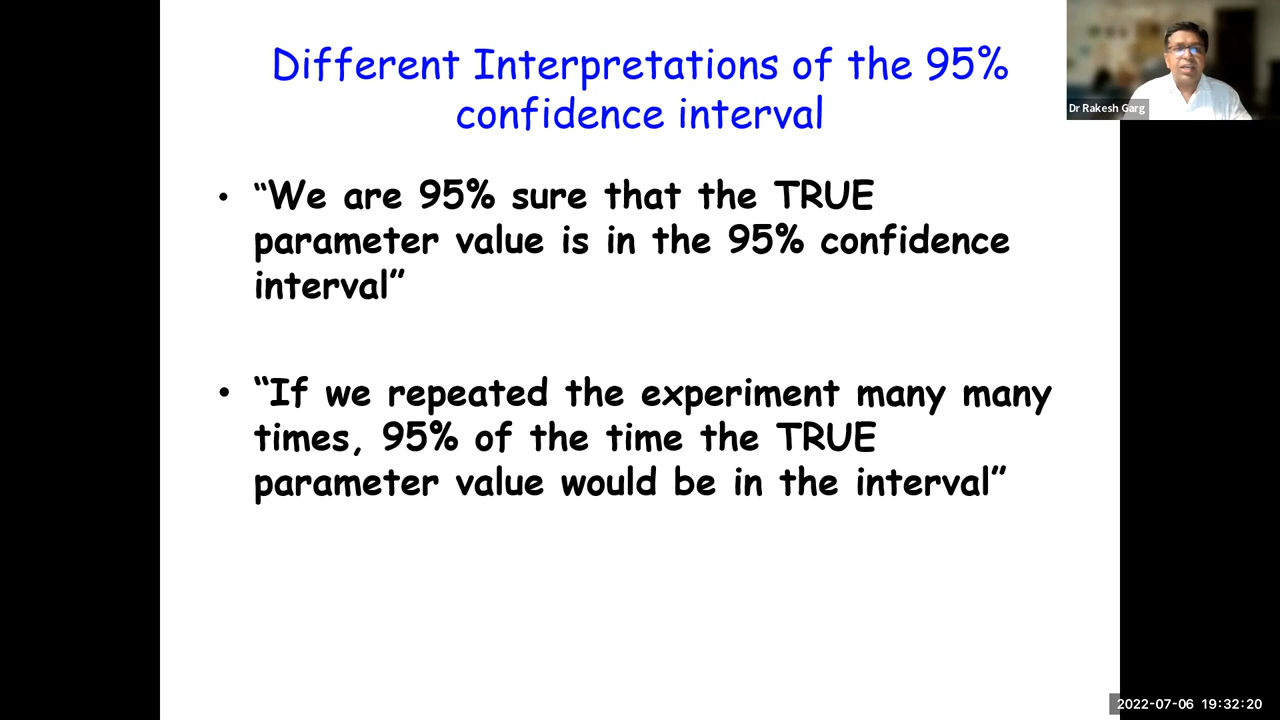 Different Interpretations of the 95%
confidence interval
Dr Rakesh Garg
• “We are 95% sure that the TRUE
parameter value is in the 95% confidence
interval”
• “If we repeated the experiment many many
times, 95% of the time the TRUE
parameter value would be in the interval”
2022-07-06 19:32:20